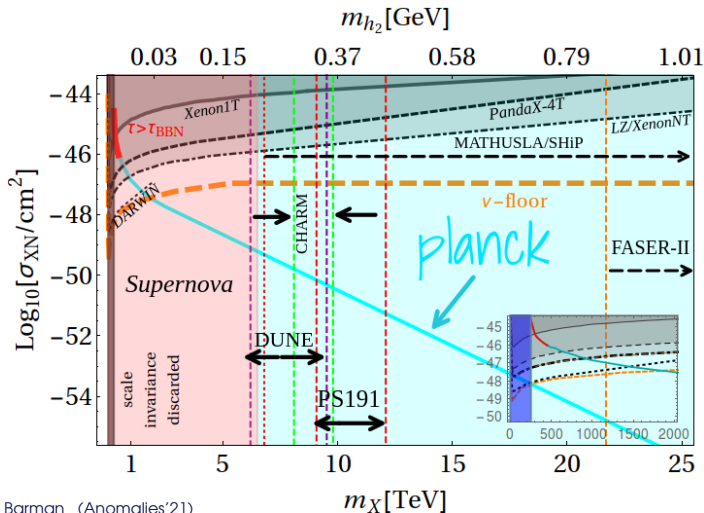 m_{h_2}[GeV]
0.03 0.15 0.37 0.58 0.79 1.01
Log_{10}[σ_{XN}/cm^2]
−44
−46
−48
−50
−52
−54
Xenon1T
τ>τ_{BBN}
PandaX-4T
LZ/XenonNT
MATHUSLA/SHiP
DARWIN
ν-floor
CHARM
planck
FASER-II
Supernova
DUNE
PS191
scale
invariance
discarded
−45
−46
−47
−48
−49
−50
0 500 1000 1500 2000
1 5 10 15 20 25
m_X[TeV]
Barman (Anomalies'21)